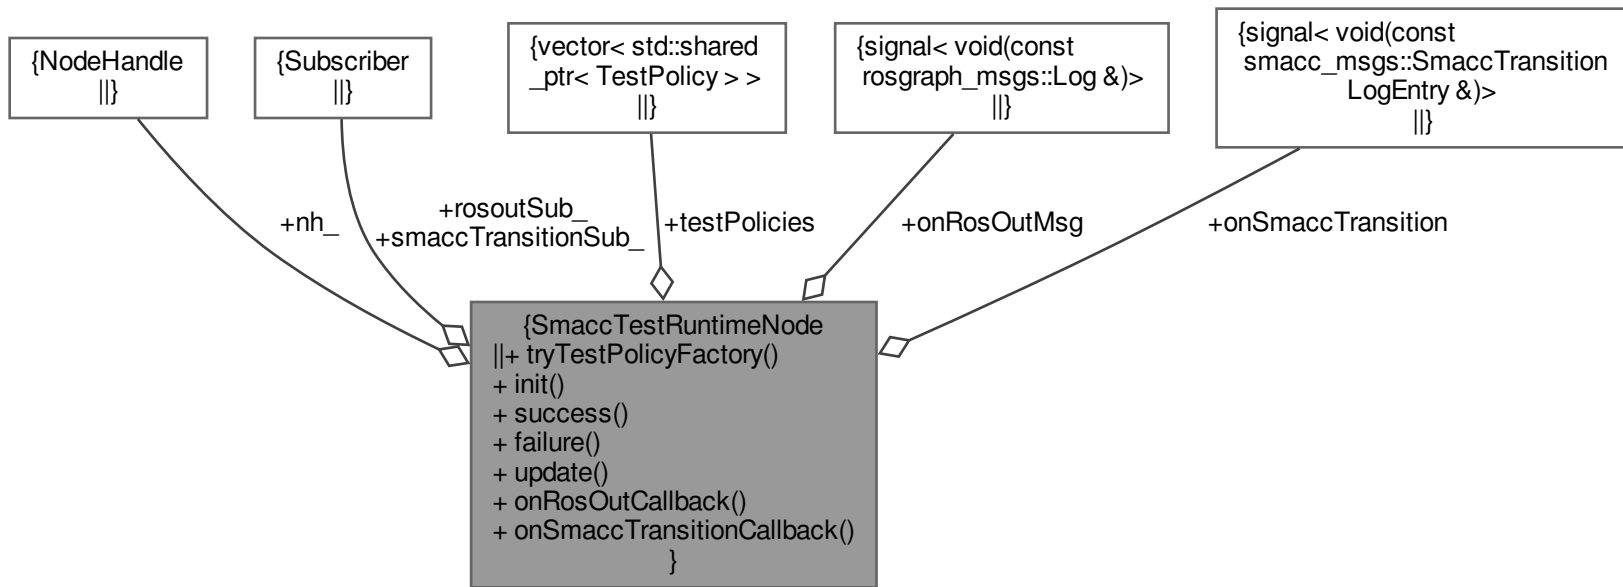 {NodeHandle
||}
{Subscriber
||}
{vector< std::shared
_ptr< TestPolicy > >
||}
{signal< void(const
rosgraph_msgs::Log &)>
||}
{signal< void(const
smacc_msgs::SmaccTransition
LogEntry &)>
||}
+nh_
+rosoutSub_
+smaccTransitionSub_
+testPolicies
+onRosOutMsg
+onSmaccTransition
{SmaccTestRuntimeNode
||+ tryTestPolicyFactory()
+ init()
+ success()
+ failure()
+ update()
+ onRosOutCallback()
+ onSmaccTransitionCallback()
}